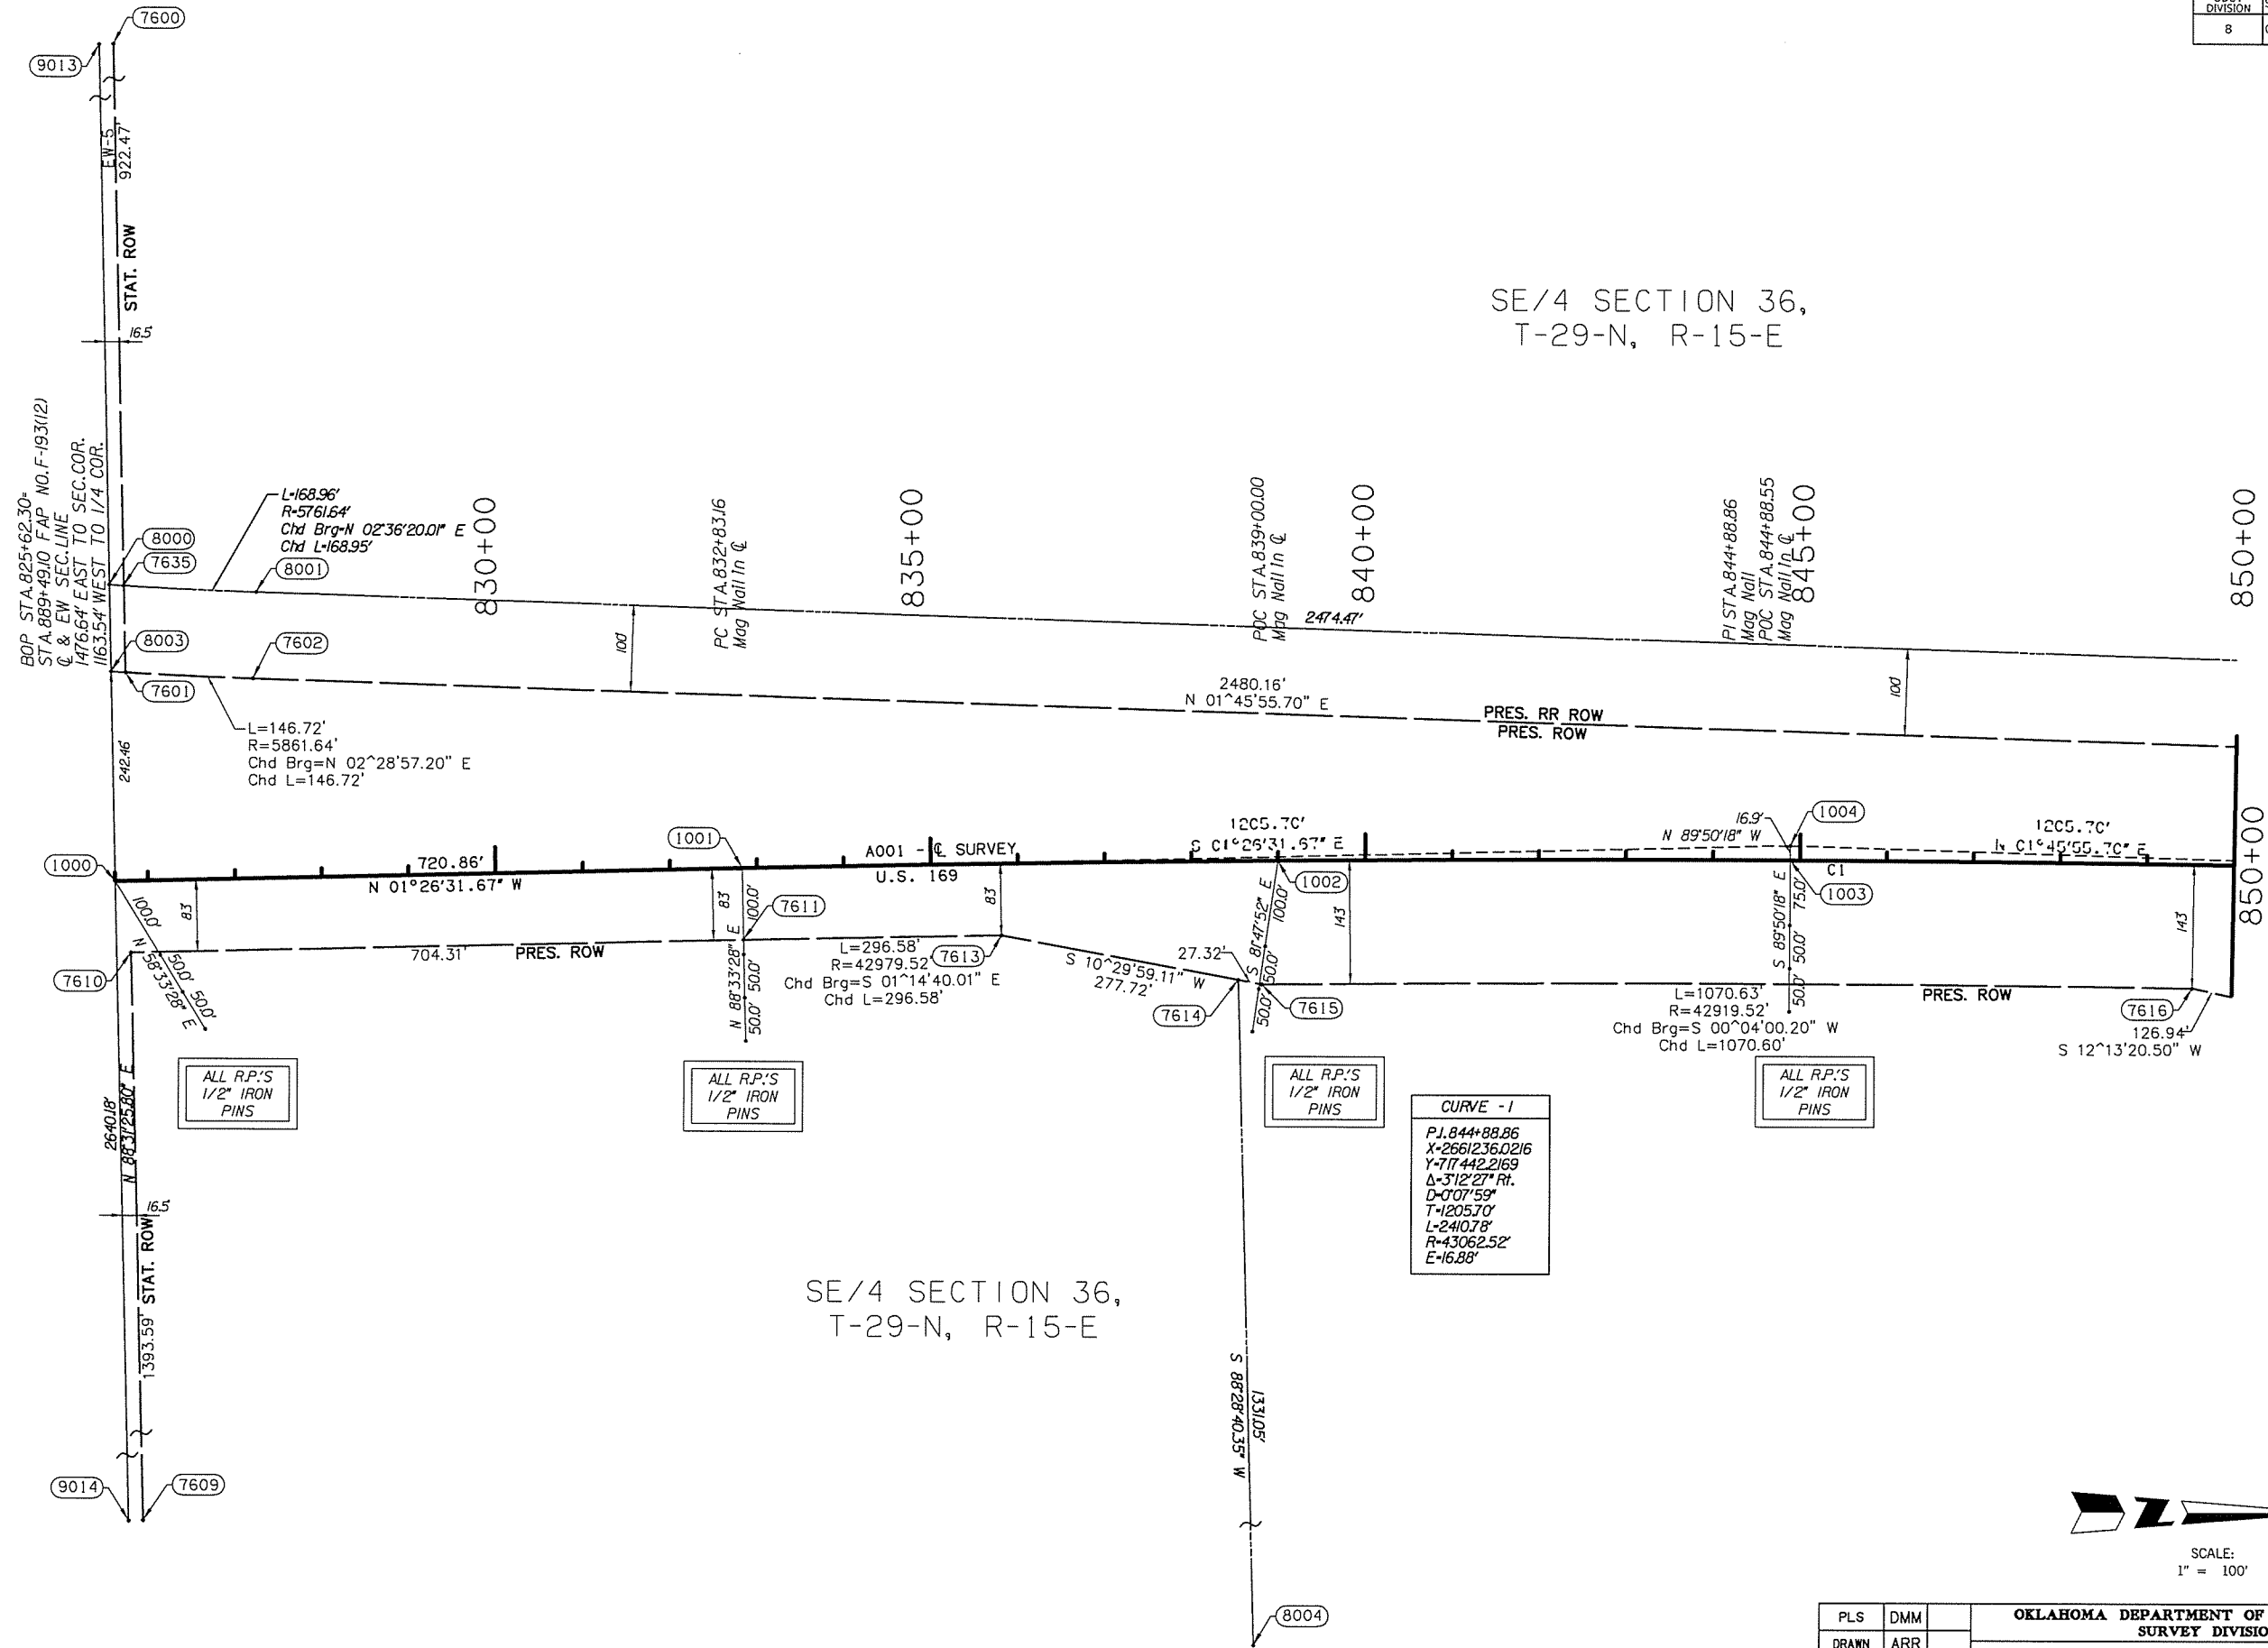 DIVISION
8
7600
9013
EW-5
922.47'
STAT. ROW
16.5'
SE/4 SECTION 36,
T-29-N, R-15-E
BOP STA.825+62.30=
STA.889+49.10 FAP NO.F-193(12)
℄ & EW SEC.LINE
1476.64' EAST TO SEC.COR.
1163.54' WEST TO 1/4 COR.
8000
7635
L=168.96'
R=5761.64'
Chd Brg=N 02°36'20.01" E
Chd L=168.95'
8001
830+00
PC STA.832+83.16
Mag Nail In ℄
835+00
POC STA.839+00.00
Mag Nail In ℄
840+00
PI STA.844+88.86
Mag Nail
POC STA.844+88.55
Mag Nail In ℄
845+00
850+00
2474.47'
100'
100'
8003
7602
7601
242.46'
L=146.72'
R=5861.64'
Chd Brg=N 02^28'57.20" E
Chd L=146.72'
2480.16'
N 01^45'55.70" E
PRES. RR ROW
PRES. ROW
1000
720.86'
N 01°26'31.67" W
1001
A001 - ℄ SURVEY
U.S. 169
1205.70'
S 01°26'31.67" E
1002
16.9'
N 89°50'18" W
1004
1205.70'
N 01°45'55.70" E
C1
1003
850+00
83'
83'
83'
143'
143'
100.0'
50.0'
50.0'
N 58°33'28" E
7610
704.31'
PRES. ROW
7611
100.0'
50.0'
50.0'
N 88°33'28" E
L=296.58'
R=42979.52'
Chd Brg=S 01^14'40.01" E
Chd L=296.58'
7613
S 10^29'59.11" W
277.72'
27.32'
S 81°47'52" E
100.0'
50.0'
50.0'
7614
7615
S 89°50'18" E
75.0'
50.0'
50.0'
L=1070.63'
R=42919.52'
Chd Brg=S 00^04'00.20" W
Chd L=1070.60'
PRES. ROW
7616
126.94'
S 12^13'20.50" W
ALL R.P.'S
1/2" IRON
PINS
ALL R.P.'S
1/2" IRON
PINS
ALL R.P.'S
1/2" IRON
PINS
ALL R.P.'S
1/2" IRON
PINS
2640.18'
N 88°31'25.80" E
16.5'
1393.59' STAT. ROW
CURVE -1
P.I.844+88.86
X=2661236.0216
Y=717442.2169
Δ=3°12'27" Rt.
D=0°07'59"
T=1205.70'
L=2410.78'
R=43062.52'
E=16.88'
SE/4 SECTION 36,
T-29-N, R-15-E
S 88°28'40.35" W
1331.05'
9014
7609
8004
N
SCALE:
1" = 100'
PLS DMM
DRAWN ARR
OKLAHOMA DEPARTMENT OF